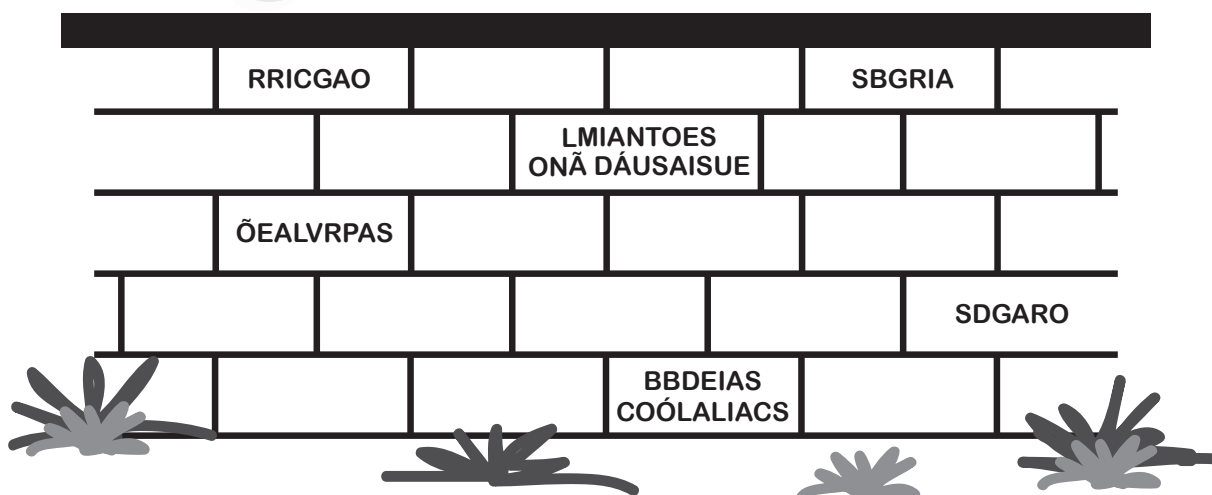 RRICGAO
SBGRIA
LMIANTOES
ONÃ DÁUSAISUE
ÕEALVRPAS
SDGARO
BBDEIAS
COÓLALIACS